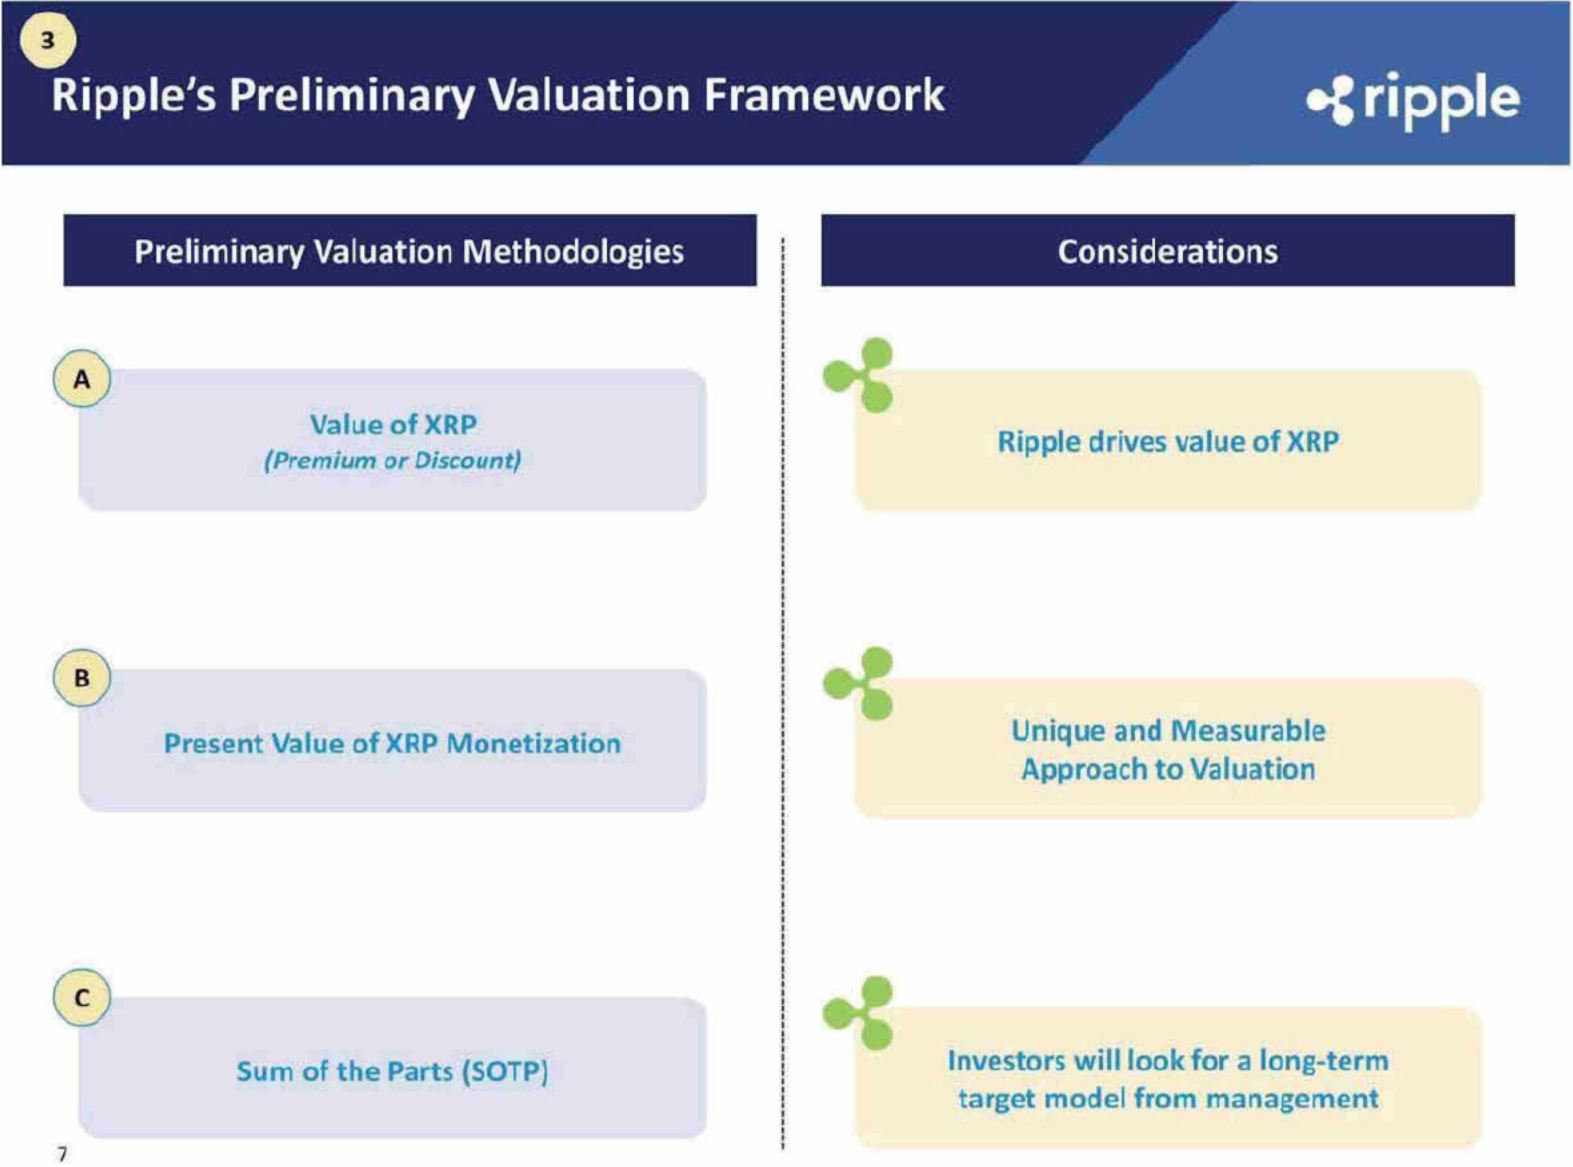 3
Ripple's Preliminary Valuation Framework
ripple
Preliminary Valuation Methodologies
Considerations
A
Value of XRP
(Premium or Discount)
Ripple drives value of XRP
B
Present Value of XRP Monetization
Unique and Measurable
Approach to Valuation
C
Sum of the Parts (SOTP)
Investors will look for a long-term
target model from management
7